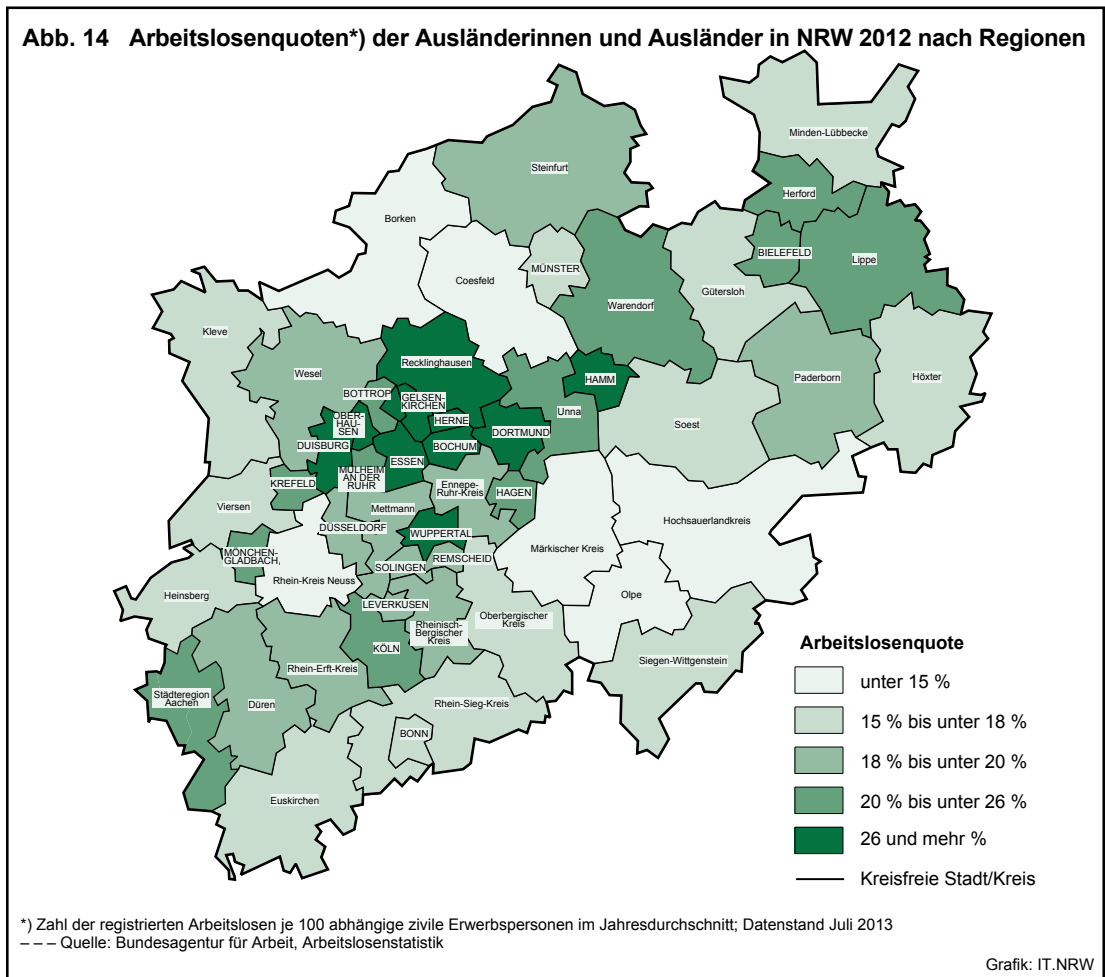 Abb. 14 Arbeitslosenquoten*) der Ausländerinnen und Ausländer in NRW 2012 nach Regionen
Minden-Lübbecke
Steinfurt
Herford
Borken
BIELEFELD
Lippe
MÜNSTER
Coesfeld
Gütersloh
Warendorf
Kleve
Recklinghausen
Wesel
HAMM
Paderborn
Höxter
BOTTROP
GELSEN-
KIRCHEN
Unna
OBER-
HAU-
SEN
HERNE
Soest
DORTMUND
DUISBURG
BOCHUM
ESSEN
MÜLHEIM
AN DER
RUHR
KREFELD
Ennepe-
Ruhr-Kreis
HAGEN
Viersen
Mettmann
Hochsauerlandkreis
DÜSSELDORF
WUPPERTAL
Märkischer Kreis
MÖNCHEN-
GLADBACH
REMSCHEID
SOLINGEN
Rhein-Kreis Neuss
Olpe
Heinsberg
LEVERKUSEN
Oberbergischer
Kreis
Rheinisch-
Bergischer
Kreis
KÖLN
Siegen-Wittgenstein
Rhein-Erft-Kreis
Städteregion
Aachen
Düren
Rhein-Sieg-Kreis
BONN
Euskirchen
Arbeitslosenquote
unter 15 %
15 % bis unter 18 %
18 % bis unter 20 %
20 % bis unter 26 %
26 und mehr %
Kreisfreie Stadt/Kreis
*) Zahl der registrierten Arbeitslosen je 100 abhängige zivile Erwerbspersonen im Jahresdurchschnitt; Datenstand Juli 2013
– – – Quelle: Bundesagentur für Arbeit, Arbeitslosenstatistik
Grafik: IT.NRW